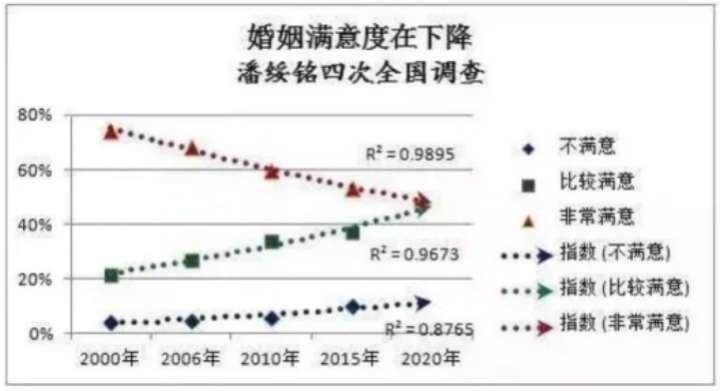 婚姻满意度在下降
潘绥铭四次全国调查
80%
60%
40%
20%
0%
R² = 0.9895
R² = 0.9673
R² = 0.8765
2000年 2006年 2010年 2015年 2020年
不满意
比较满意
非常满意
指数 (不满意)
指数 (比较满意)
指数 (非常满意)